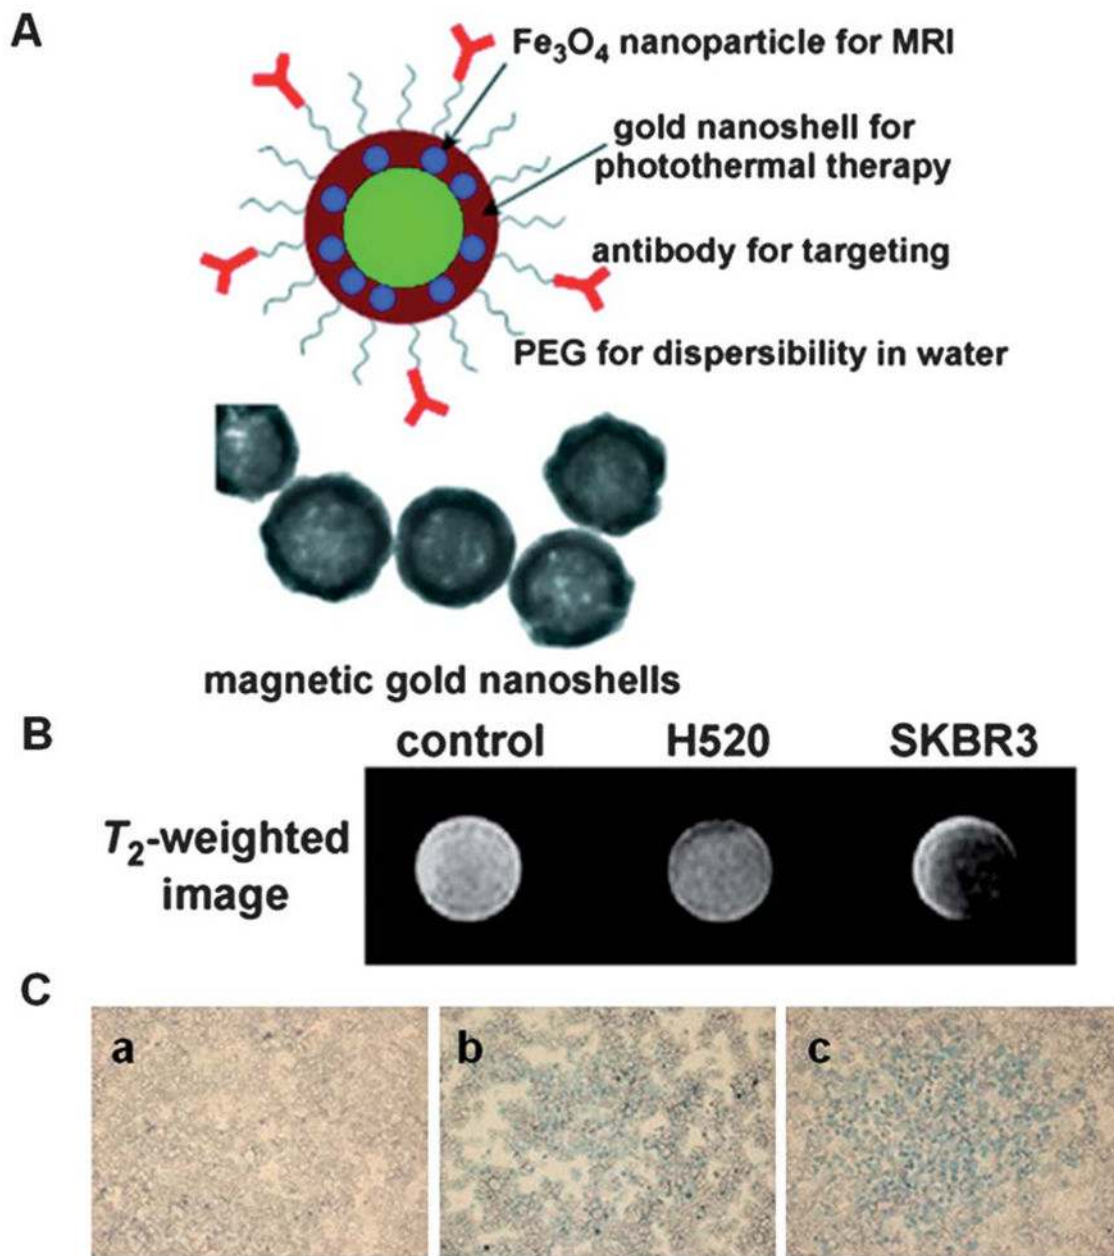 A
Fe₃O₄ nanoparticle for MRI
gold nanoshell for
photothermal therapy
antibody for targeting
PEG for dispersibility in water
magnetic gold nanoshells
B
control H520 SKBR3
T₂-weighted
image
C
a b c